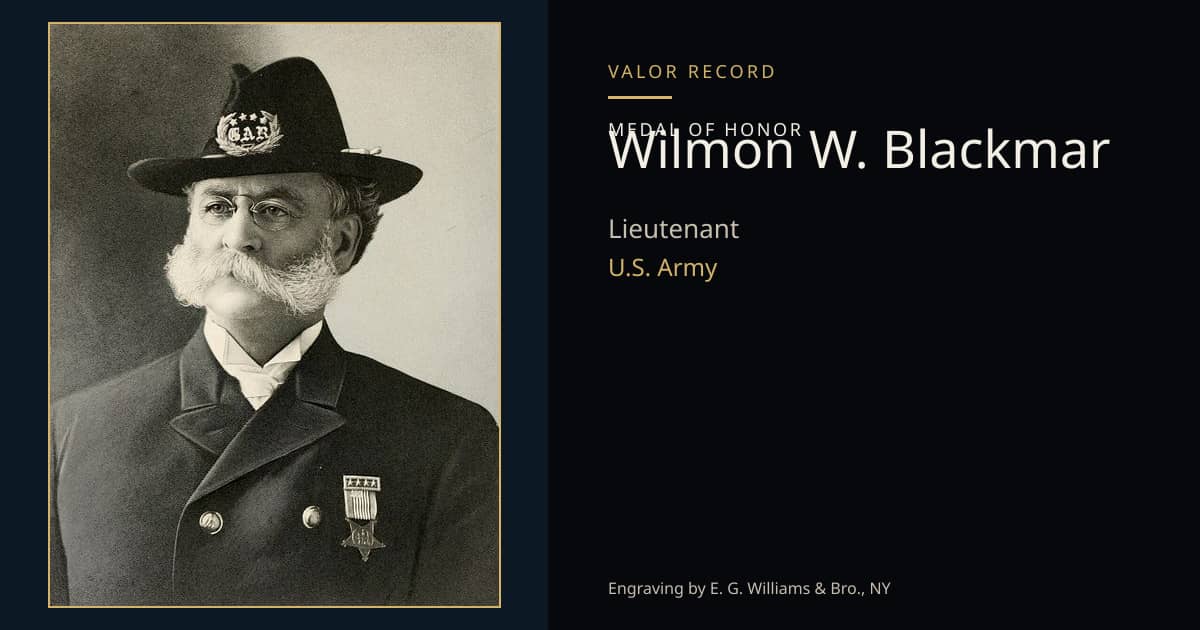 GAR
VALOR RECORD
MEDAL OF HONOR
Wilmon W. Blackmar
Lieutenant
U.S. Army
Engraving by E. G. Williams & Bro., NY